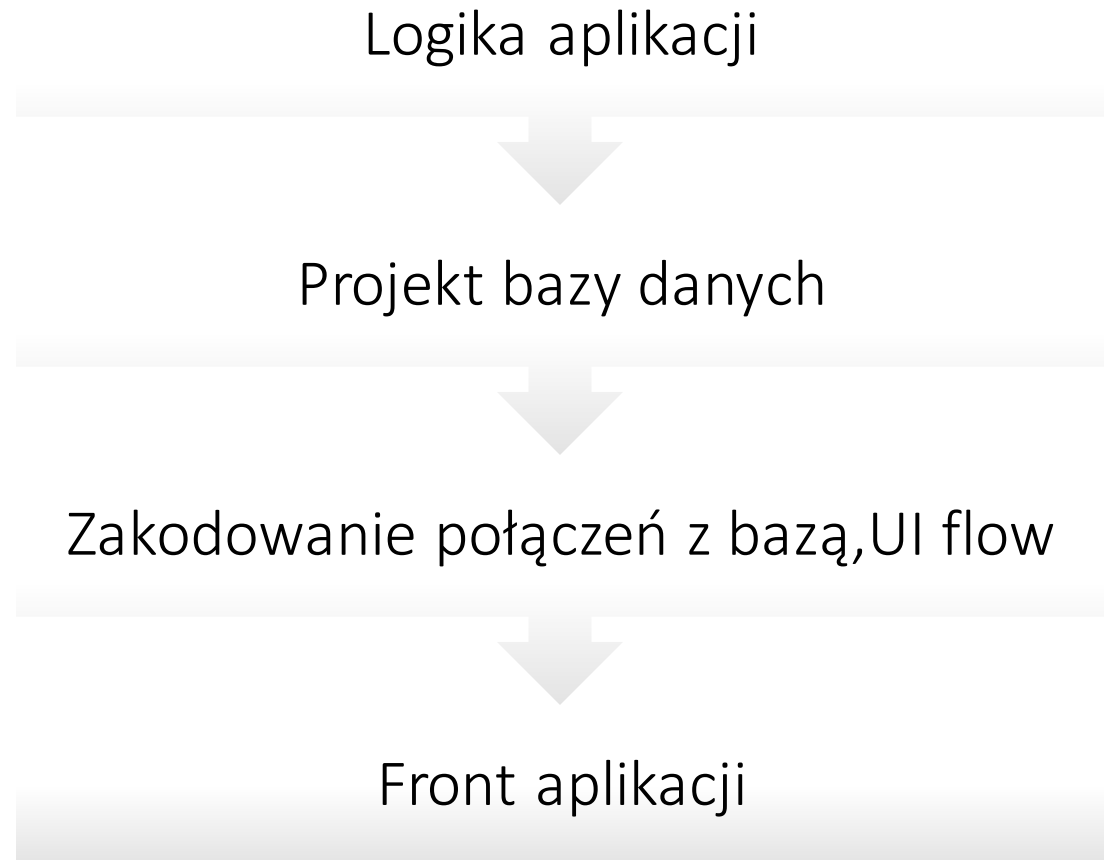 Logika aplikacji
Projekt bazy danych
Zakodowanie połączeń z bazą,UI flow
Front aplikacji